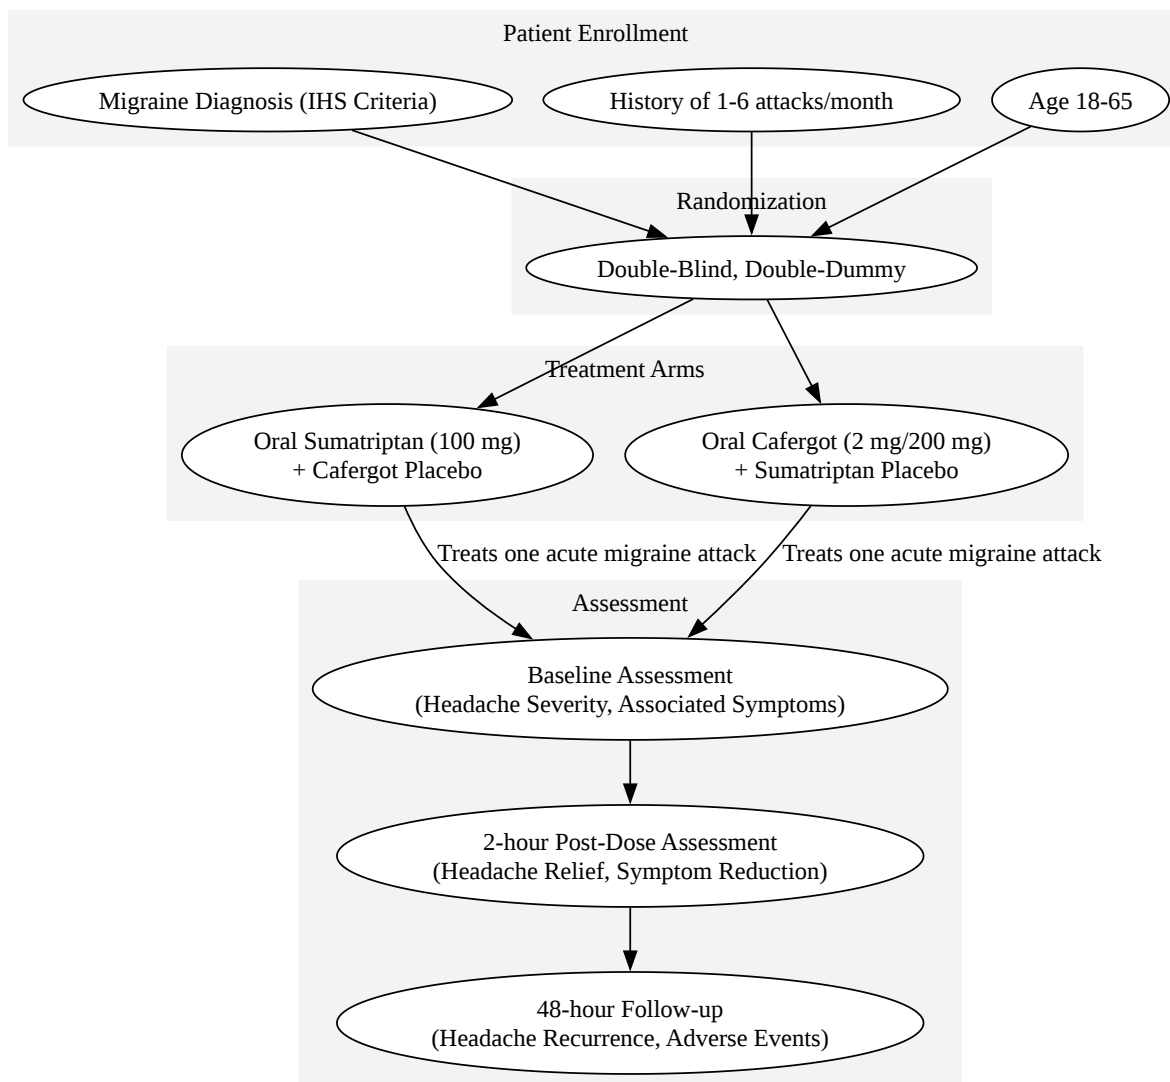 Patient Enrollment
Migraine Diagnosis (IHS Criteria)
History of 1-6 attacks/month
Age 18-65
Randomization
Double-Blind, Double-Dummy
Treatment Arms
Oral Sumatriptan (100 mg)
+ Cafergot Placebo
Oral Cafergot (2 mg/200 mg)
+ Sumatriptan Placebo
Treats one acute migraine attack
Treats one acute migraine attack
Assessment
Baseline Assessment
(Headache Severity, Associated Symptoms)
2-hour Post-Dose Assessment
(Headache Relief, Symptom Reduction)
48-hour Follow-up
(Headache Recurrence, Adverse Events)